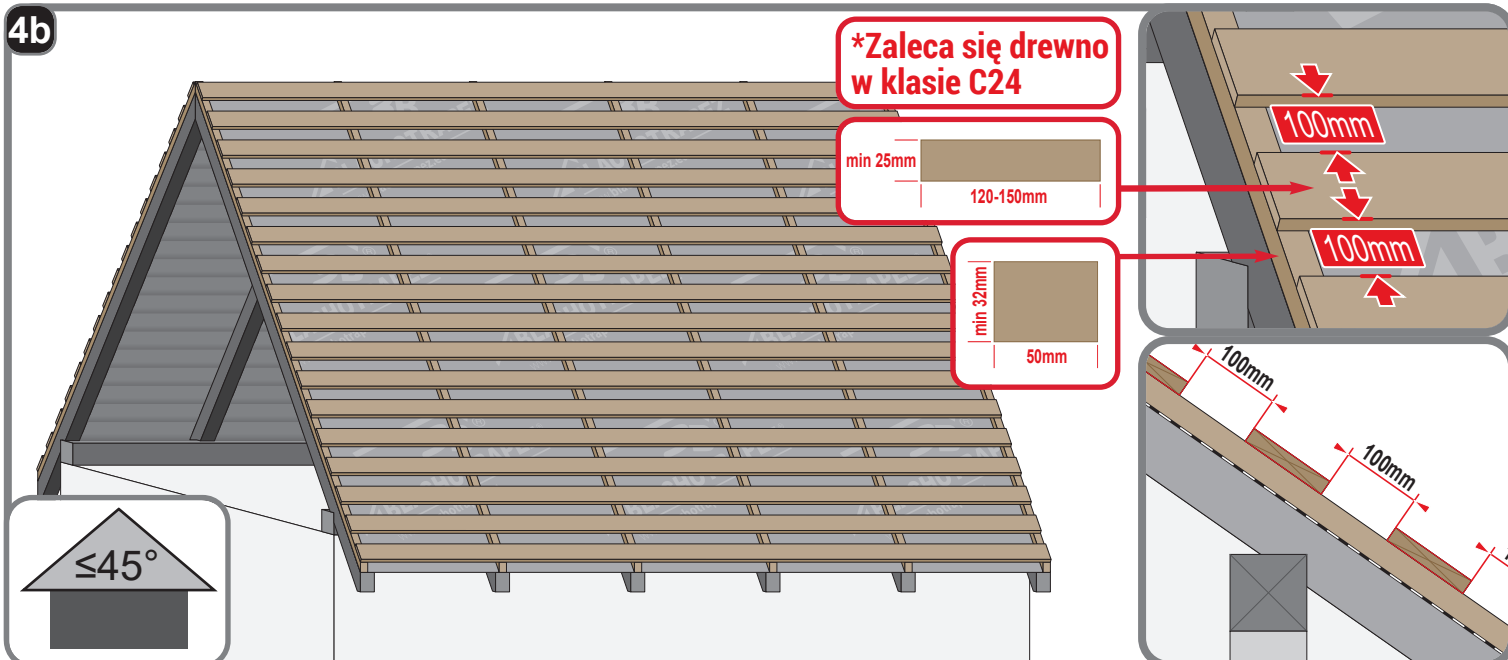 4b
*Zaleca się drewno
w klasie C24
min 25mm
120-150mm
min 32mm
50mm
100mm
100mm
100mm
100mm
≤45°